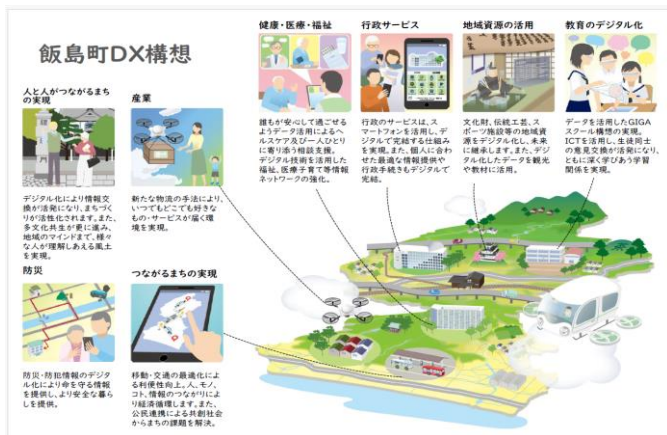 飯島町DX構想
健康・医療・福祉
誰もが安心して過ごせる
ようデータ活用によるヘ
ルスケア及び一人ひとり
に寄り添う相談支援。
デジタル技術を活用した
福祉、医療子育て等情報
ネットワークの強化。
行政サービス
行政のサービスは、ス
マートフォンを活用し、デ
ジタルで完結する仕組み
を実現。また、個人に合
わせた最適な情報提供や
行政手続きもデジタルで
完結。
地域資源の活用
文化財、伝統工芸、ス
ポーツ施設等の地域資
源をデジタル化し、未来
に継承します。また、デジ
タル化したデータを観光
や教材に活用。
教育のデジタル化
データを活用したGIGA
スクール構想の実現。
ICTを活用し、生徒同士
の意見交換が活発になり、
ともに深く学びあう学習
関係を実現。
人と人がつながるまち
の実現
デジタル化により情報交
換が活発になり、まちづく
りが活性化されます。また、
多文化共生が更に進み、
地域のマインドまで、様々
な人が理解しあえる風土
を実現。
産業
新たな物流の手法により、
いつでもどこでも好きな
もの・サービスが届く環
境を実現。
防災
防災・防犯情報のデジタ
ル化により命を守る情報
を提供し、より安全な暮ら
しを提供。
つながるまちの実現
移動・交通の最適化によ
る利便性向上。人、モノ、
コト、情報のつながりによ
り経済循環します。また、
公民連携による共創社会
からまちの課題を解決。